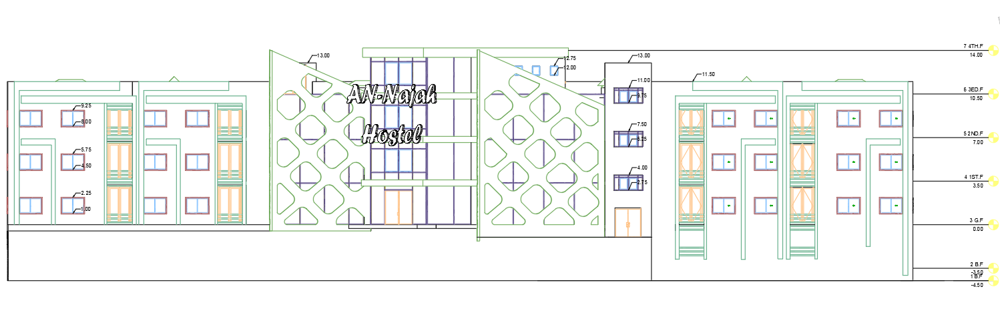 7 4TH.F
14.00
13.00
12.75
13.00
12.00
11.50
11.00
AN-Najah
6 3ED.F
9.75
10.50
9.25
8.00
7.50
Hostel
5 2ND.F
6.25
7.00
5.75
4.50
4.00
4 1ST.F
2.75
3.50
2.25
1.00
3 G.F
0.00
2 B.F
-3.50
1 B.F
-4.50